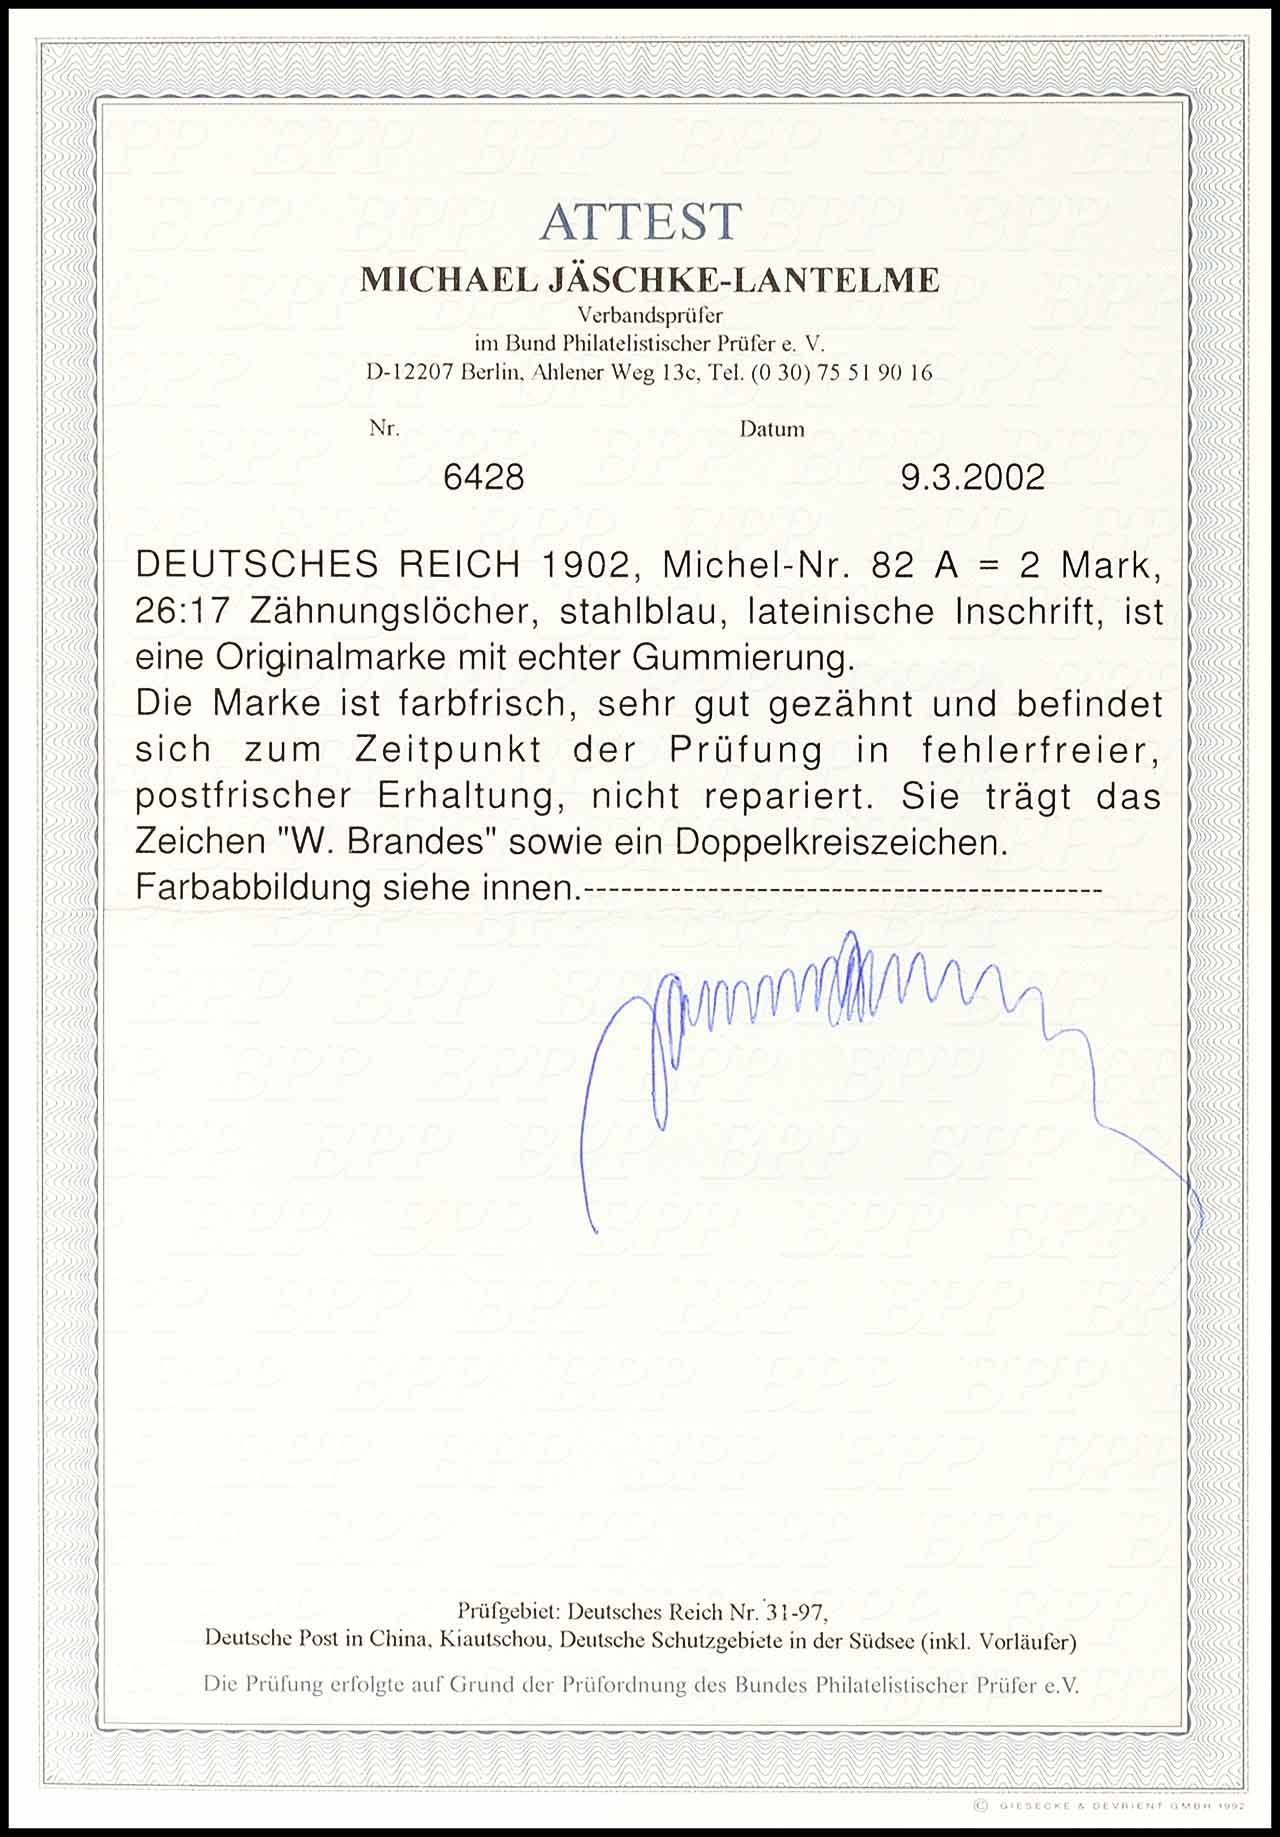 ATTEST
MICHAEL JÄSCHKE-LANTELME
Verbandsprüfer
im Bund Philatelistischer Prüfer e. V.
D-12207 Berlin, Ahlener Weg 13c, Tel. (0 30) 75 51 90 16
Nr. Datum
6428 9.3.2002
DEUTSCHES REICH 1902, Michel-Nr. 82 A = 2 Mark,
26:17 Zähnungslöcher, stahlblau, lateinische Inschrift, ist
eine Originalmarke mit echter Gummierung.
Die Marke ist farbfrisch, sehr gut gezähnt und befindet
sich zum Zeitpunkt der Prüfung in fehlerfreier,
postfrischer Erhaltung, nicht repariert. Sie trägt das
Zeichen "W. Brandes" sowie ein Doppelkreiszeichen.
Farbabbildung siehe innen.------------------------------------------
Prüfgebiet: Deutsches Reich Nr. 31-97,
Deutsche Post in China, Kiautschou, Deutsche Schutzgebiete in der Südsee (inkl. Vorläufer)
Die Prüfung erfolgte auf Grund der Prüfordnung des Bundes Philatelistischer Prüfer e.V.
© GIESECKE & DEVRIENT GMBH 1992